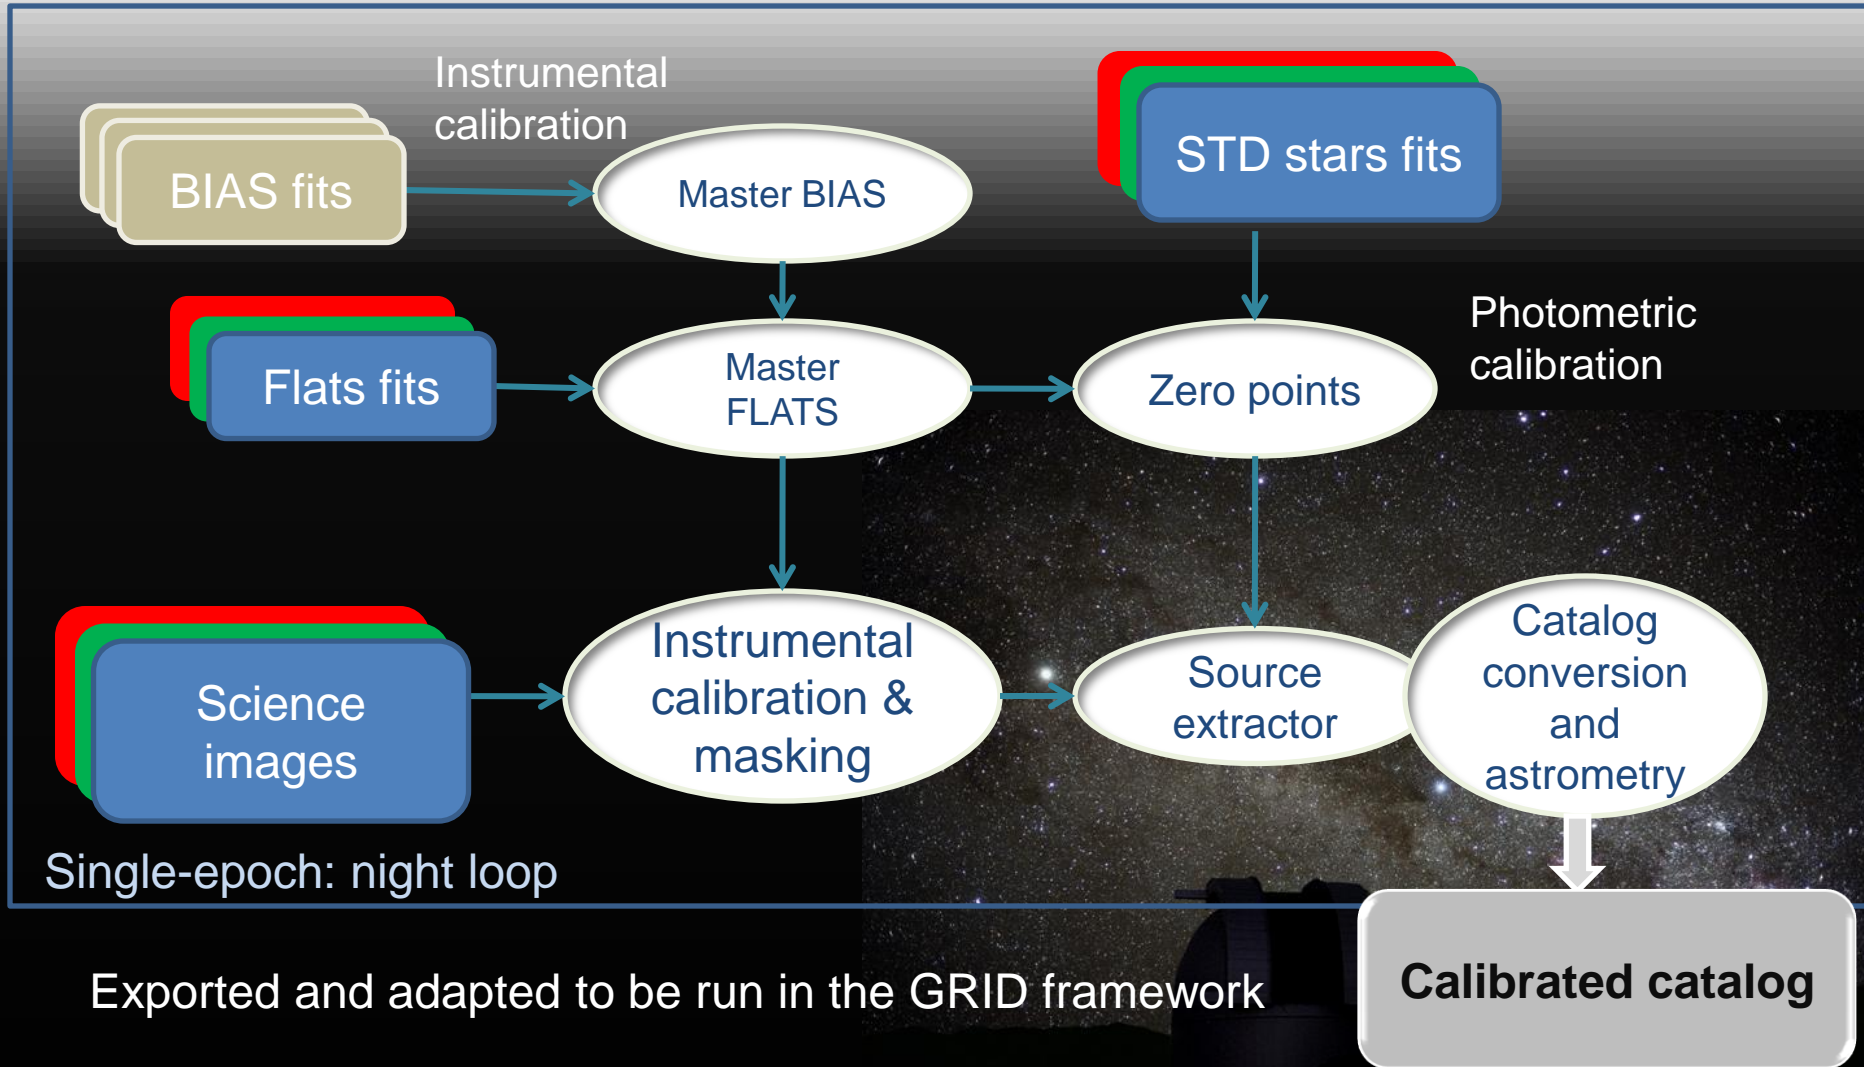 Instrumental
calibration
BIAS fits
Master BIAS
STD stars fits
Flats fits
Master
FLATS
Zero points
Photometric
calibration
Science
images
Instrumental
calibration &
masking
Source
extractor
Catalog
conversion
and
astrometry
Single-epoch: night loop
Exported and adapted to be run in the GRID framework
Calibrated catalog